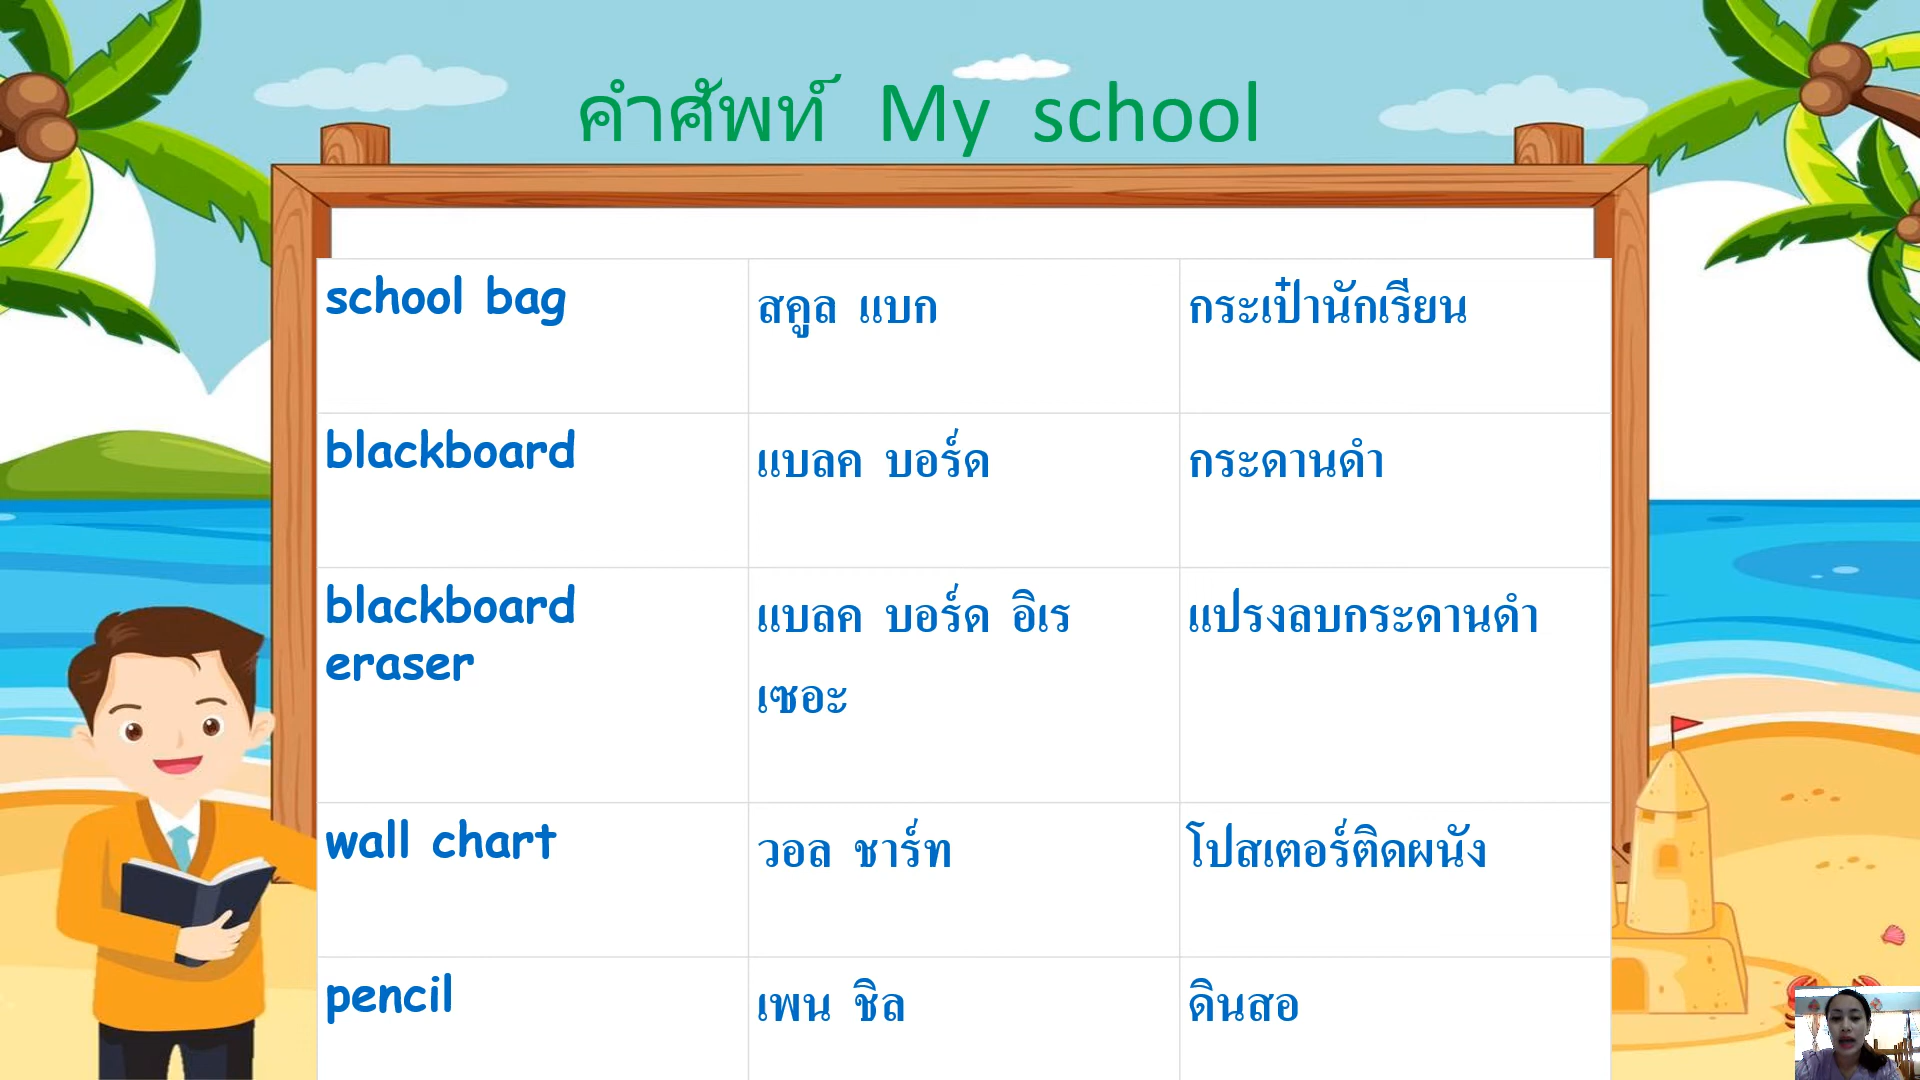 คำศัพท์ My school
school bag สคูล แบก กระเป๋านักเรียน
blackboard แบลค บอร์ด กระดานดำ
blackboard แบลค บอร์ด อิเร แปรงลบกระดานดำ
eraser เซอะ
wall chart วอล ชาร์ท โปสเตอร์ติดผนัง
pencil เพน ชิล ดินสอ